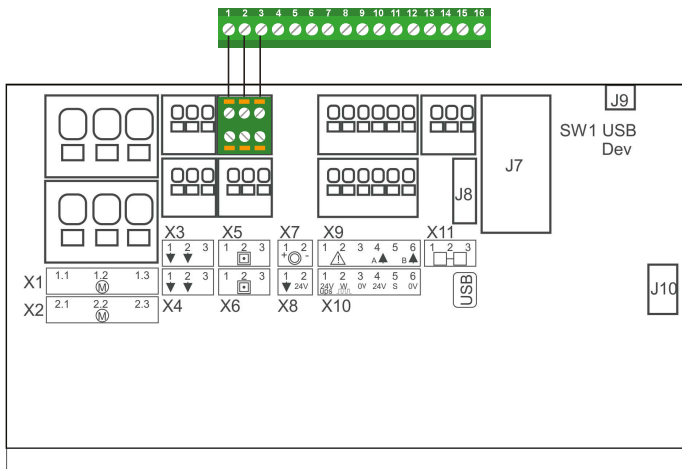 1 2 3 4 5 6 7 8 9 10 11 12 13 14 15 16
J9
SW1 USB
Dev
J7
J8
X3 X5 X7 X9 X11
1 2 3 1 2 3 1 2 1 2 3 4 5 6 1 2 3
+ - A B
X1 1.1 1.2 1.3
M
X4 1 2 3 X6 1 2 3 X8 1 2 X10 1 2 3 4 5 6
24V 24V W 0V 24V S 0V
ups
USB
J10
X2 2.1 2.2 2.3
M